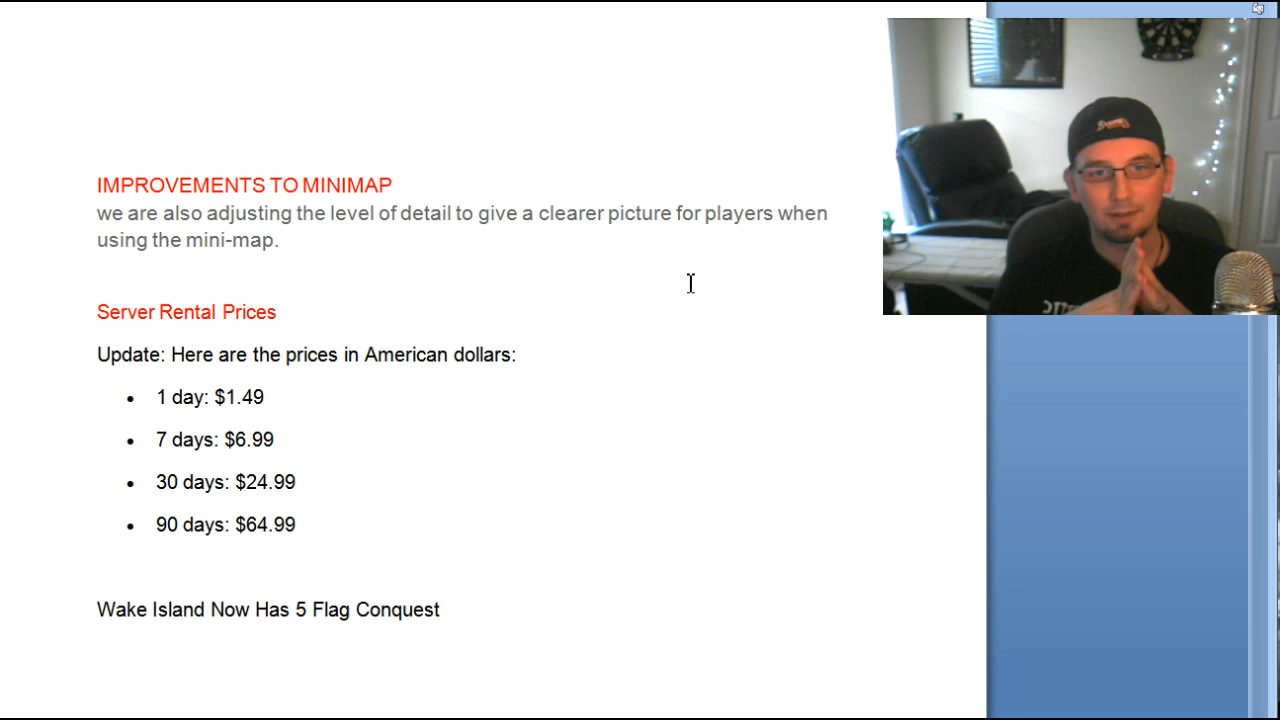 IMPROVEMENTS TO MINIMAP
we are also adjusting the level of detail to give a clearer picture for players when
using the mini-map.
Server Rental Prices
Update: Here are the prices in American dollars:
• 1 day: $1.49
• 7 days: $6.99
• 30 days: $24.99
• 90 days: $64.99
Wake Island Now Has 5 Flag Conquest